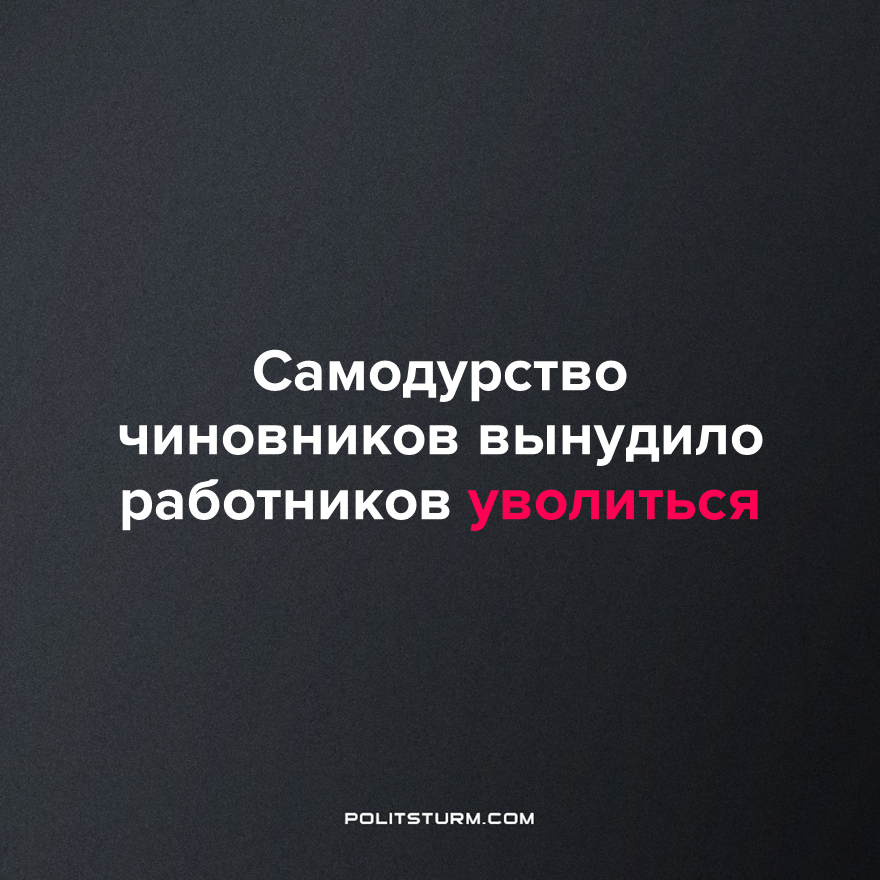 Самодурство
чиновников вынудило
работников уволиться
POLITSTURM.COM